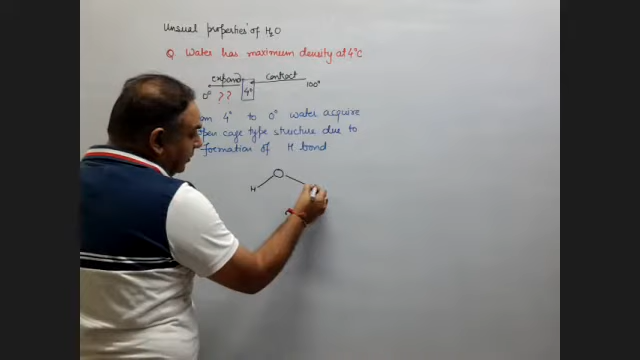 Unusual properties of H₂O
Q. Water has maximum density at 4°C
expand contract
0° ?? 4° 100°
4° to 0° water acquire
cage type structure due to
formation of H bond
O
H